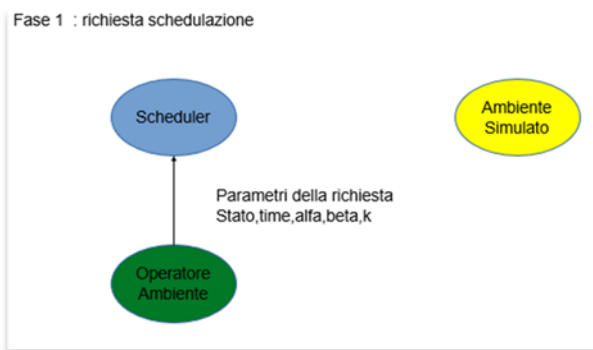 Fase 1 : richiesta schedulazione
Scheduler
Ambiente
Simulato
Parametri della richiesta
Stato,time,alfa,beta,k
Operatore
Ambiente